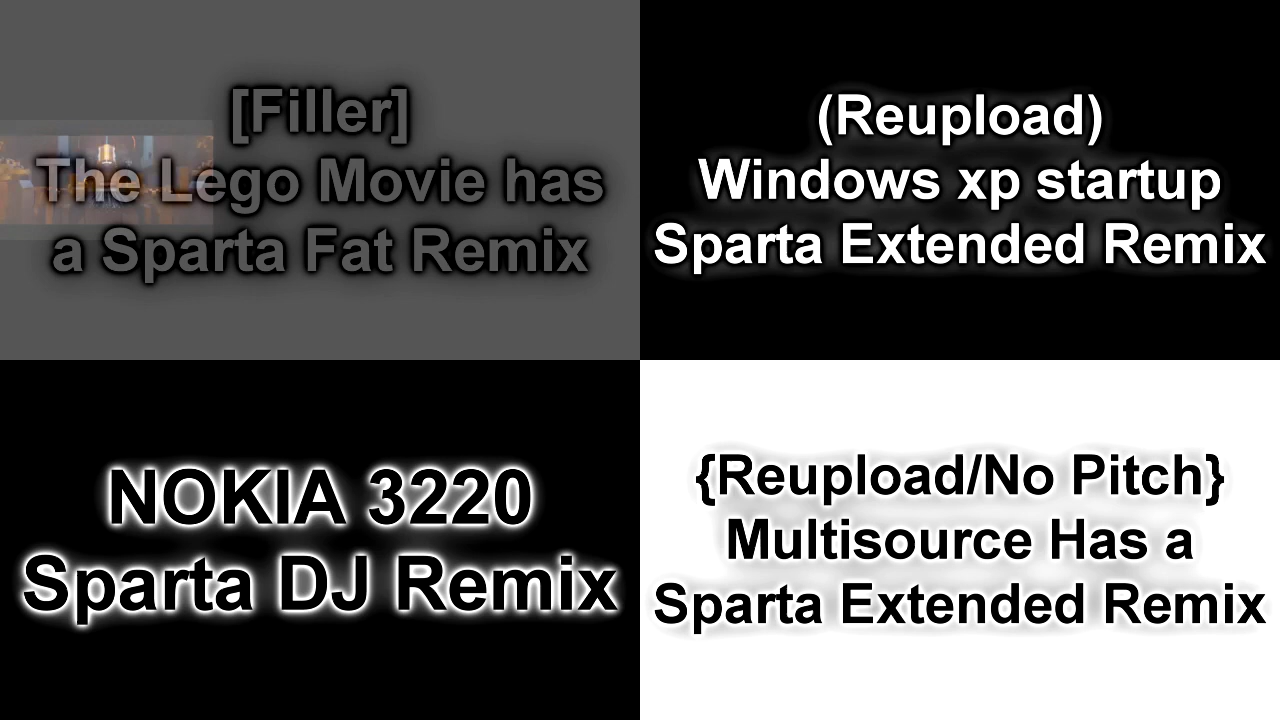 [Filler]
The Lego Movie has
a Sparta Fat Remix
(Reupload)
Windows xp startup
Sparta Extended Remix
NOKIA 3220
Sparta DJ Remix
{Reupload/No Pitch}
Multisource Has a
Sparta Extended Remix